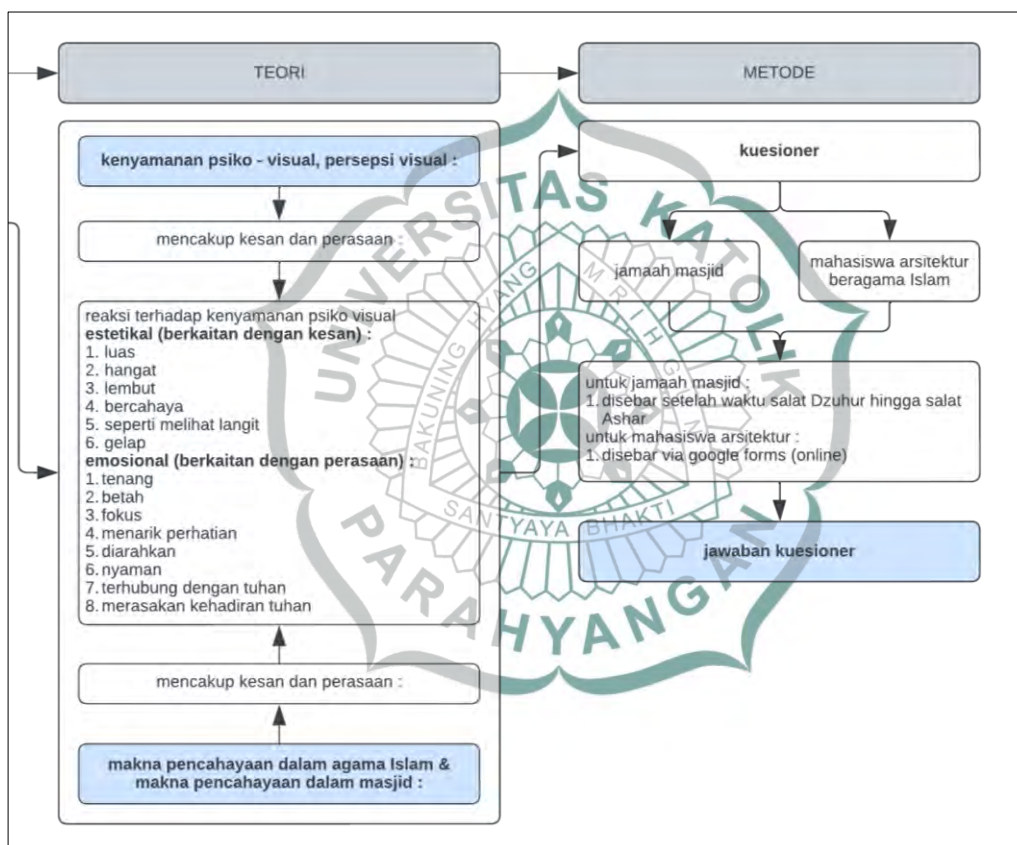 TEORI
METODE
kenyamanan psiko - visual, persepsi visual :
mencakup kesan dan perasaan :
reaksi terhadap kenyamanan psiko visual
estetikal (berkaitan dengan kesan) :
1. luas
2. hangat
3. lembut
4. bercahaya
5. seperti melihat langit
6. gelap
emosional (berkaitan dengan perasaan) :
1. tenang
2. betah
3. fokus
4. menarik perhatian
5. diarahkan
6. nyaman
7. terhubung dengan tuhan
8. merasakan kehadiran tuhan
mencakup kesan dan perasaan :
makna pencahayaan dalam agama Islam &
makna pencahayaan dalam masjid :
kuesioner
jamaah masjid
mahasiswa arsitektur
beragama Islam
untuk jamaah masjid :
1. disebar setelah waktu salat Dzuhur hingga salat
Ashar
untuk mahasiswa arsitektur :
1. disebar via google forms (online)
jawaban kuesioner
UNIVERSITAS KATOLIK
PARAHYANGAN
BAKUNING HYANG MRIH GUNA
SANTYAYA BHAKTI